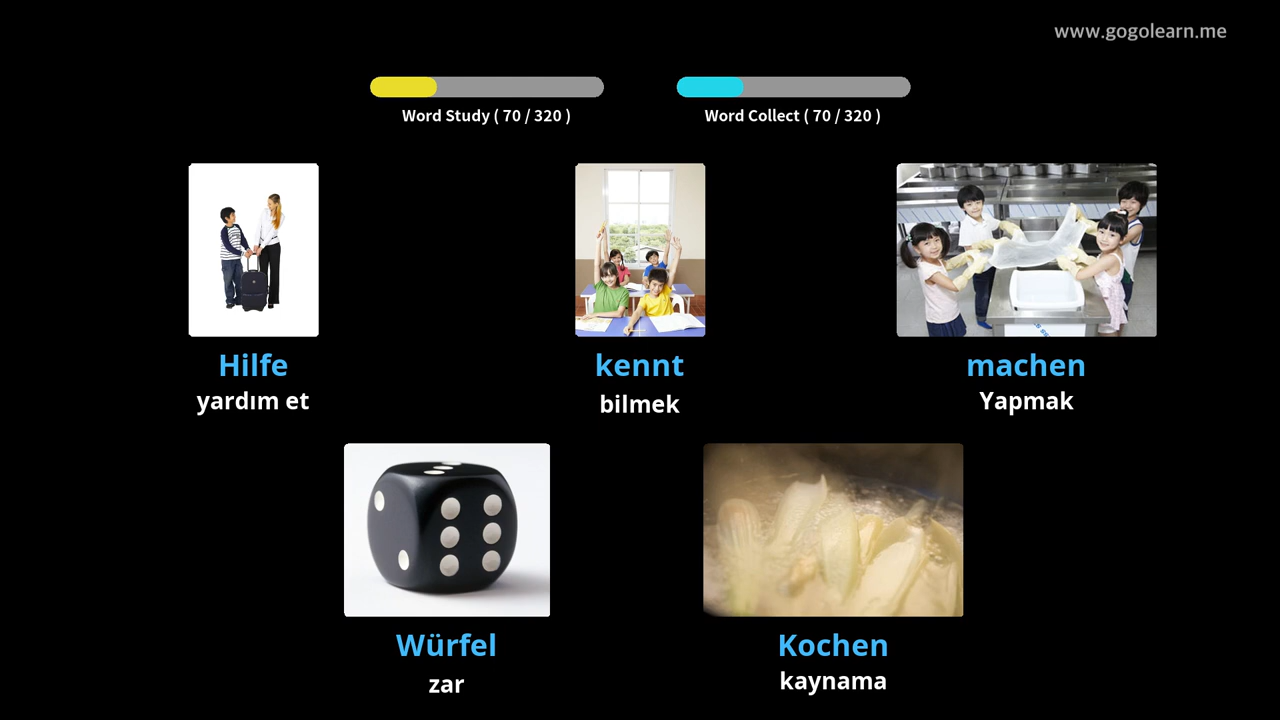 www.gogolearn.me
Word Study ( 70 / 320 )
Word Collect ( 70 / 320 )
Hilfe
yardım et
kennt
bilmek
machen
Yapmak
Würfel
zar
Kochen
kaynama